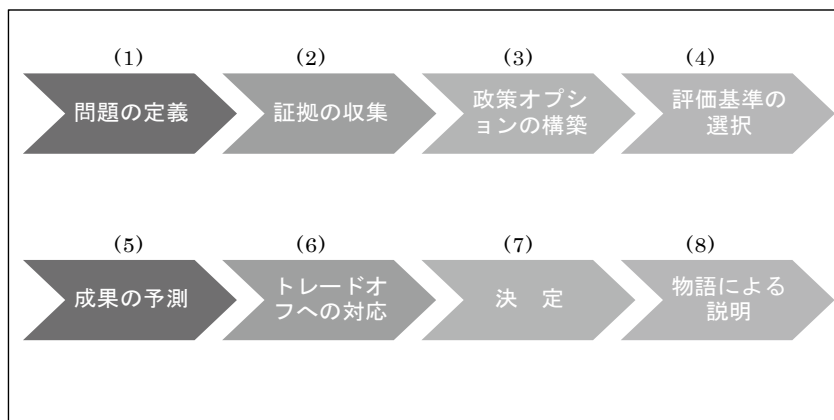 (1) (2) (3) (4)
問題の定義
証拠の収集
政策オプシ
ョンの構築
評価基準の
選択
(5) (6) (7) (8)
成果の予測
トレードオ
フへの対応
決　定
物語による
説明